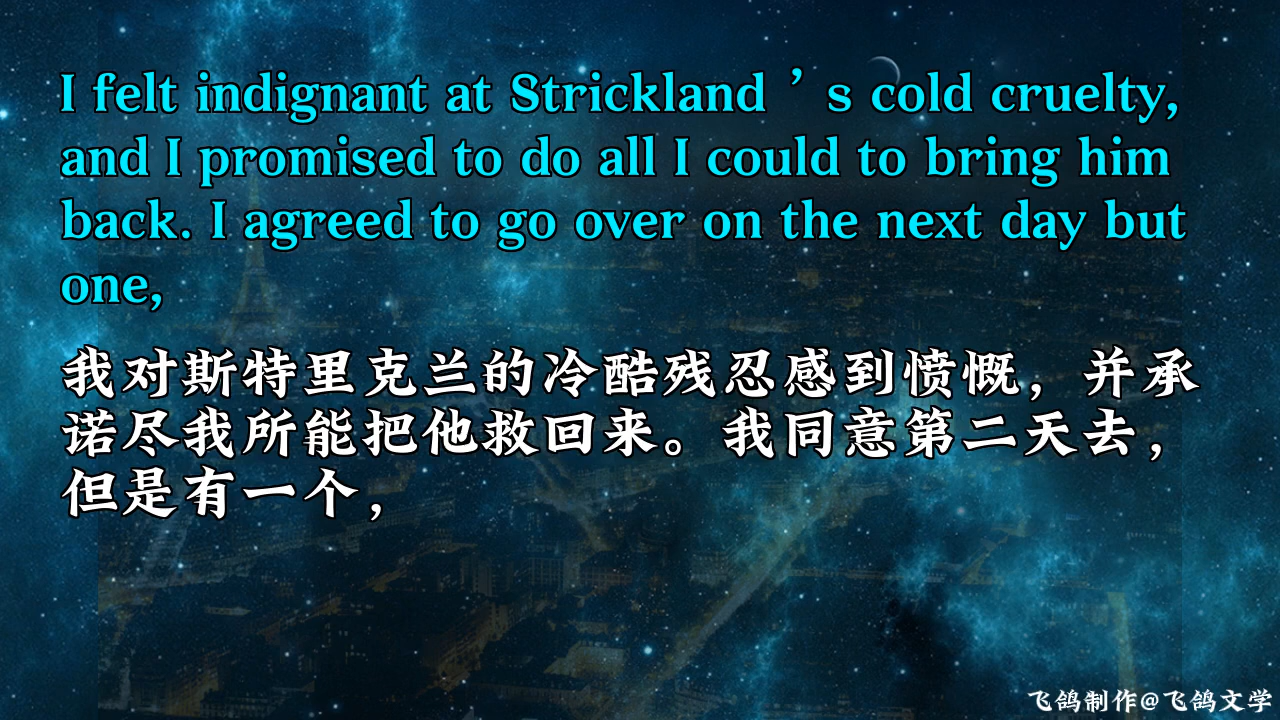 I felt indignant at Strickland ’ s cold cruelty,
and I promised to do all I could to bring him
back. I agreed to go over on the next day but
one,
我对斯特里克兰的冷酷残忍感到愤慨，并承
诺尽我所能把他救回来。我同意第二天去，
但是有一个，
飞鸽制作@飞鸽文学